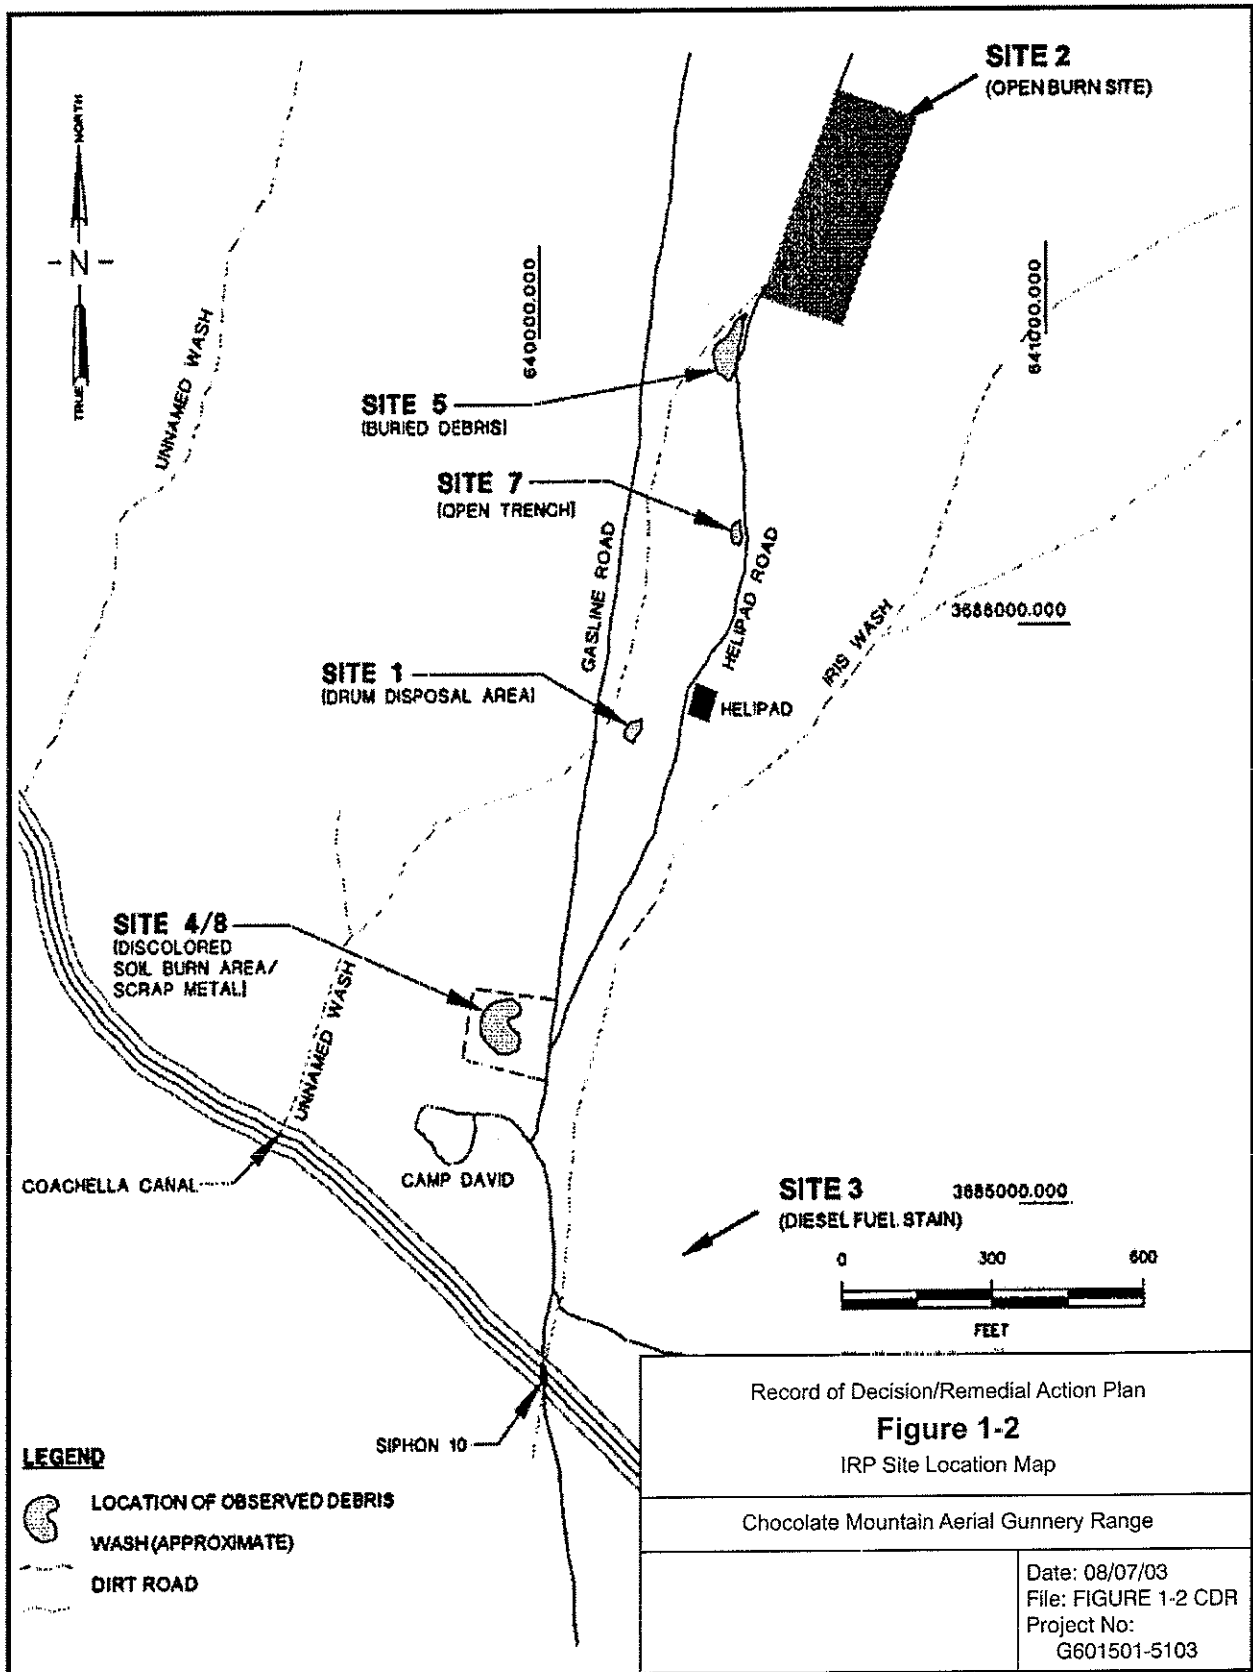 SITE 2
(OPEN BURN SITE)
NORTH
N
TRUE
UNNAMED WASH
640000.000
641000.000
SITE 5
(BURIED DEBRIS)
SITE 7
(OPEN TRENCH)
GASLINE ROAD
HELIPAD ROAD
IRIS WASH
3686000.000
SITE 1
(DRUM DISPOSAL AREA)
HELIPAD
SITE 4/8
(DISCOLORED
SOIL BURN AREA/
SCRAP METAL)
UNNAMED WASH
COACHELLA CANAL
CAMP DAVID
SITE 3
(DIESEL FUEL STAIN)
3685000.000
0 300 600
FEET
SIPHON 10
LEGEND
LOCATION OF OBSERVED DEBRIS
WASH (APPROXIMATE)
DIRT ROAD
Record of Decision/Remedial Action Plan
Figure 1-2
IRP Site Location Map
Chocolate Mountain Aerial Gunnery Range
Date: 08/07/03
File: FIGURE 1-2 CDR
Project No:
G601501-5103